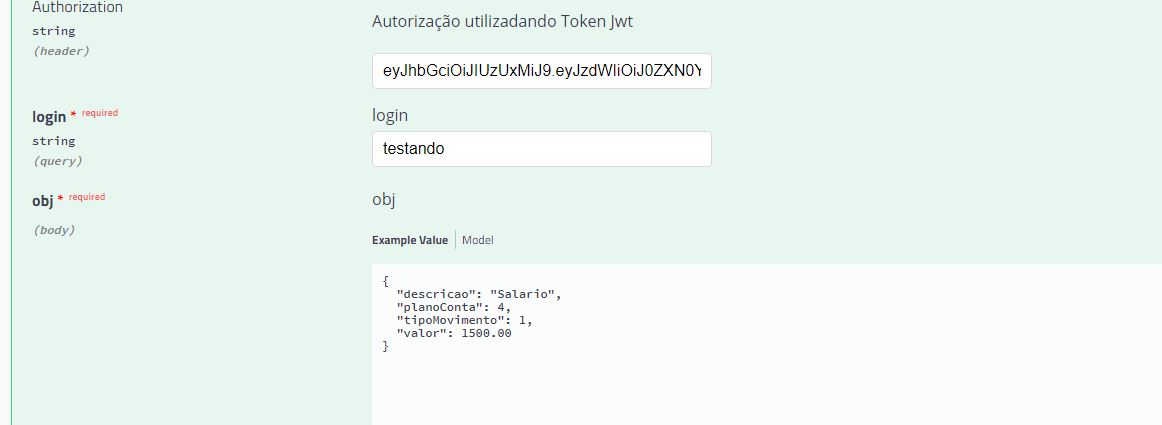 Authorization
string
(header)
Autorização utilizadando Token Jwt
eyJhbGciOiJIUzUxMiJ9.eyJzdWIiOiJ0ZXN0Y
login * required
string
(query)
login
testando
obj * required
(body)
obj
Example Value | Model
{
"descricao": "Salario",
"planoConta": 4,
"tipoMovimento": 1,
"valor": 1500.00
}